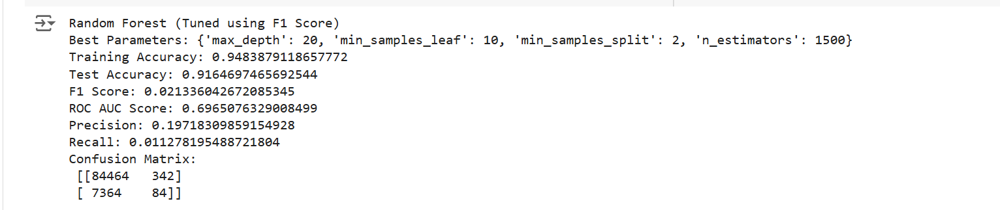 Random Forest (Tuned using F1 Score)
Best Parameters: {'max_depth': 20, 'min_samples_leaf': 10, 'min_samples_split': 2, 'n_estimators': 1500}
Training Accuracy: 0.9483879118657772
Test Accuracy: 0.9164697465692544
F1 Score: 0.021336042672085345
ROC AUC Score: 0.6965076329008499
Precision: 0.19718309859154928
Recall: 0.011278195488721804
Confusion Matrix:
[[84464 342]
[ 7364 84]]